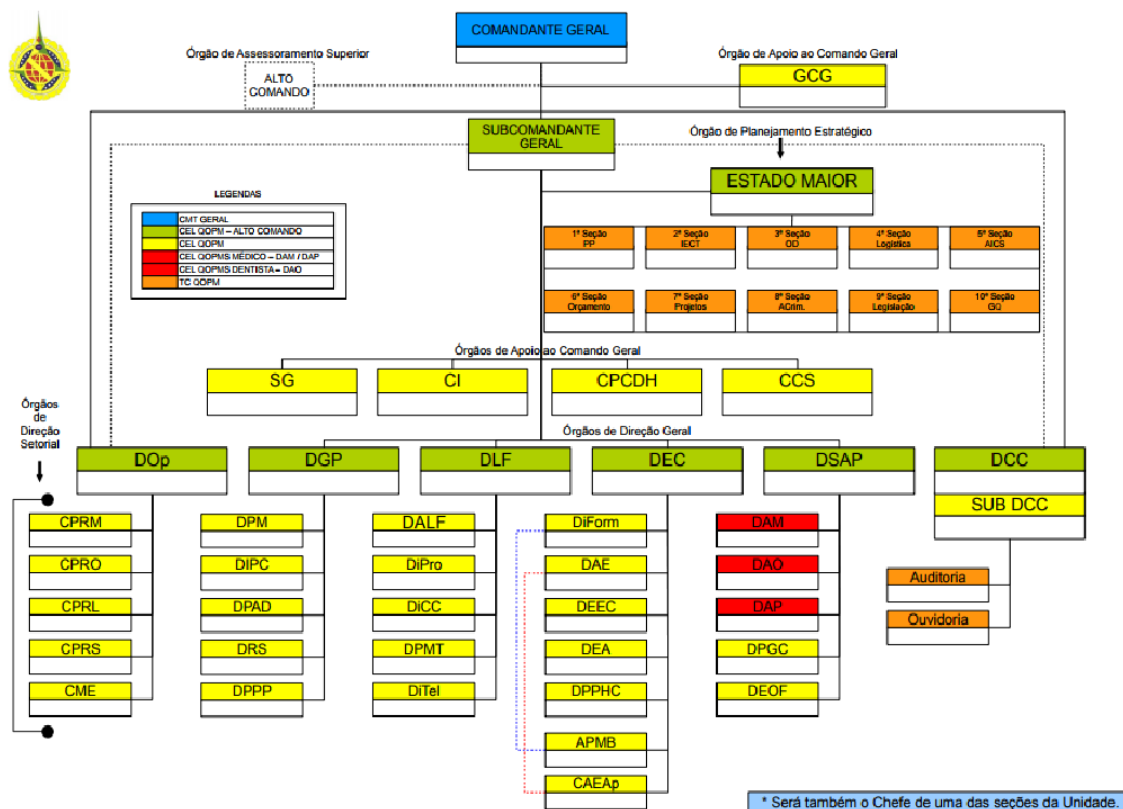 COMANDANTE GERAL
Órgão de Assessoramento Superior
Órgão de Apoio ao Comando Geral
ALTO
COMANDO
GCG
SUBCOMANDANTE
GERAL
Órgão de Planejamento Estratégico
ESTADO MAIOR
LEGENDAS
CMT GERAL
CEL QOPM – ALTO COMANDO
CEL QOPM
CEL QOPMS MÉDICO – DAM / DAP
CEL QOPMS DENTISTA – DAO
TC QOPM
1ª Seção
PP
2ª Seção
IECT
3ª Seção
OD
4ª Seção
Logística
5ª Seção
AICS
6ª Seção
Orçamento
7ª Seção
Projetos
8ª Seção
ACrim.
9ª Seção
Legislação
10ª Seção
GQ
Órgãos de Apoio ao Comando Geral
SG
CI
CPCDH
CCS
Órgãos
de
Direção
Setorial
Órgãos de Direção Geral
DOp
DGP
DLF
DEC
DSAP
DCC
SUB DCC
CPRM
CPRO
CPRL
CPRS
CME
DPM
DIPC
DPAD
DRS
DPPP
DALF
DiPro
DiCC
DPMT
DiTel
DiForm
DAE
DEEC
DEA
DPPHC
APMB
CAEAp
DAM
DAO
DAP
DPGC
DEOF
Auditoria
Ouvidoria
* Será também o Chefe de uma das seções da Unidade.